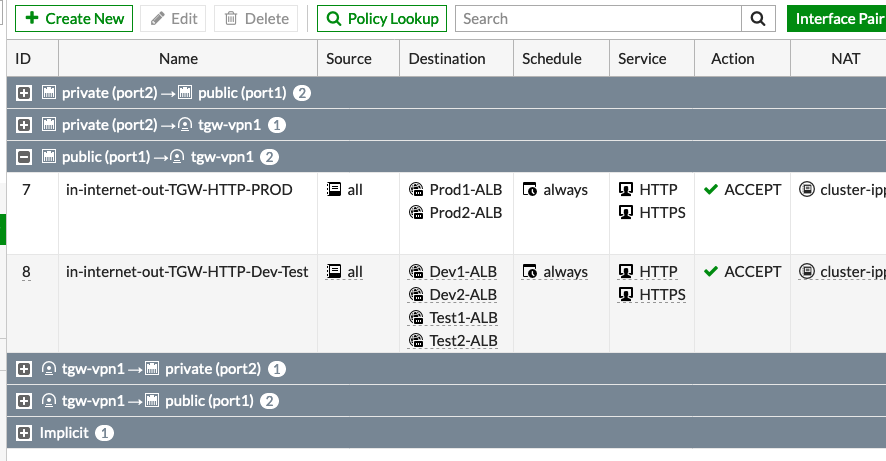 Create New Edit Delete Policy Lookup Search Interface Pair
ID Name Source Destination Schedule Service Action NAT
private (port2) → public (port1) 2
private (port2) → tgw-vpn1 1
public (port1) → tgw-vpn1 2
7 in-internet-out-TGW-HTTP-PROD all Prod1-ALB always HTTP ACCEPT cluster-ipp
Prod2-ALB HTTPS
8 in-internet-out-TGW-HTTP-Dev-Test all Dev1-ALB always HTTP ACCEPT cluster-ipp
Dev2-ALB HTTPS
Test1-ALB
Test2-ALB
tgw-vpn1 → private (port2) 1
tgw-vpn1 → public (port1) 2
Implicit 1